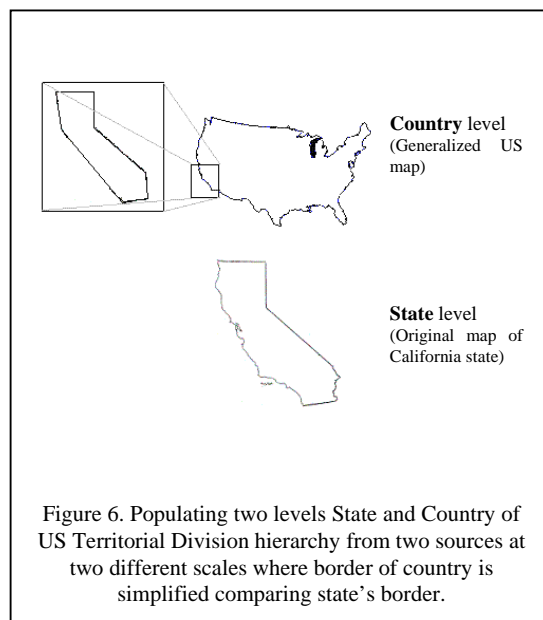 Country level
(Generalized US
map)
State level
(Original map of
California state)
Figure 6. Populating two levels State and Country of
US Territorial Division hierarchy from two sources at
two different scales where border of country is
simplified comparing state's border.